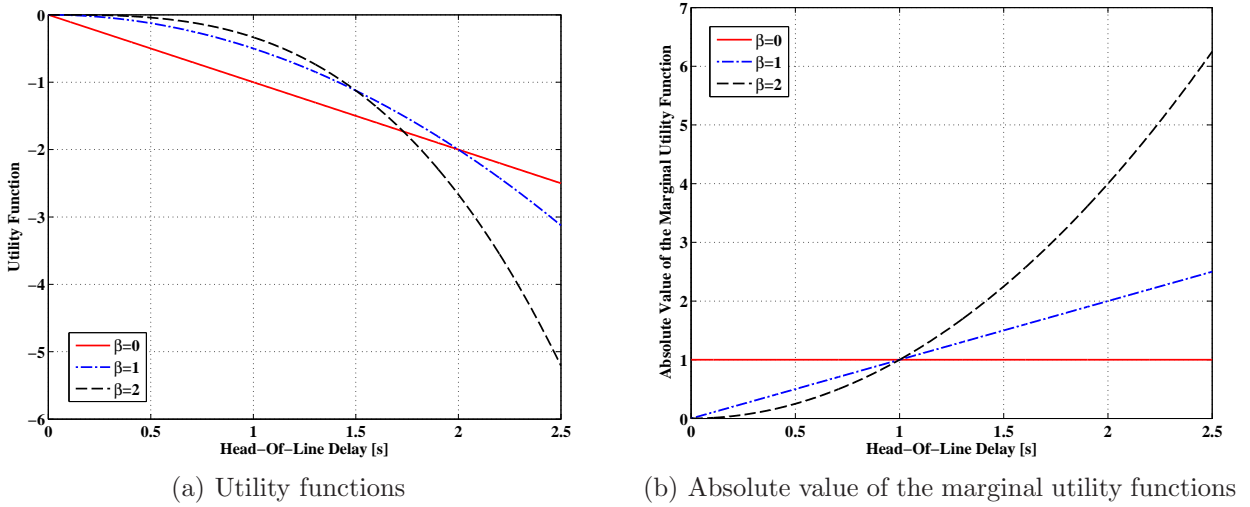 0
−1
−2
−3
−4
−5
−6
Utility Function
β=0
β=1
β=2
0
0.5
1
1.5
2
2.5
Head−Of−Line Delay [s]
(a) Utility functions
7
6
5
4
3
2
1
0
Absolute Value of the Marginal Utility Function
β=0
β=1
β=2
0
0.5
1
1.5
2
2.5
Head−Of−Line Delay [s]
(b) Absolute value of the marginal utility functions